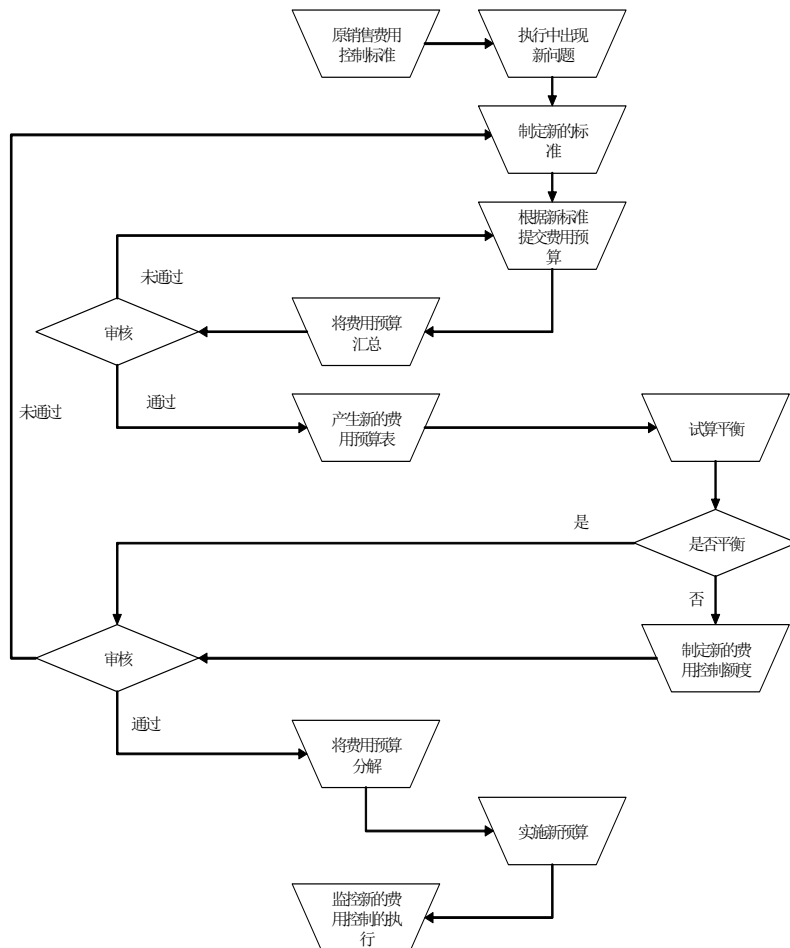 原销售费用
控制标准
执行中出现
新问题
制定新的标
准
根据新标准
提交费用预
算
未通过
审核
将费用预算
汇总
未通过
通过
产生新的费
用预算表
试算平衡
是
是否平衡
否
审核
制定新的费
用控制额度
通过
将费用预算
分解
实施新预算
监控新的费
用控制的执
行